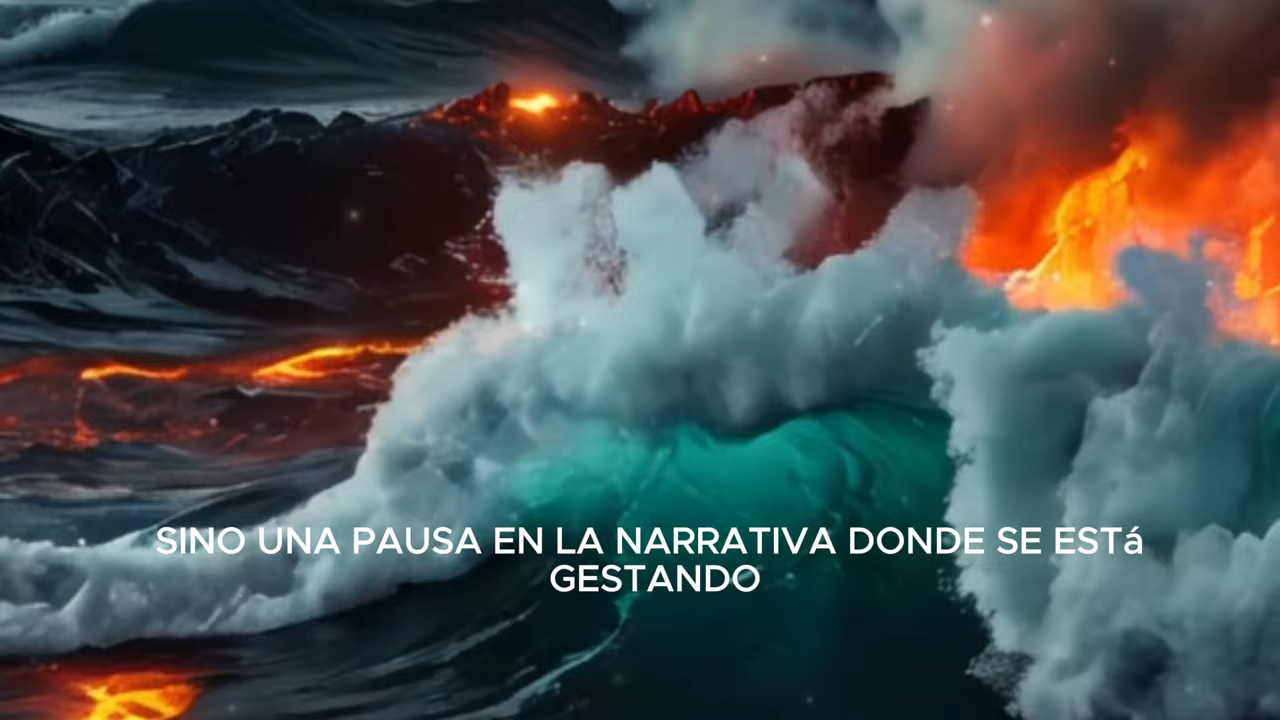 SINO UNA PAUSA EN LA NARRATIVA DONDE SE ESTá
GESTANDO